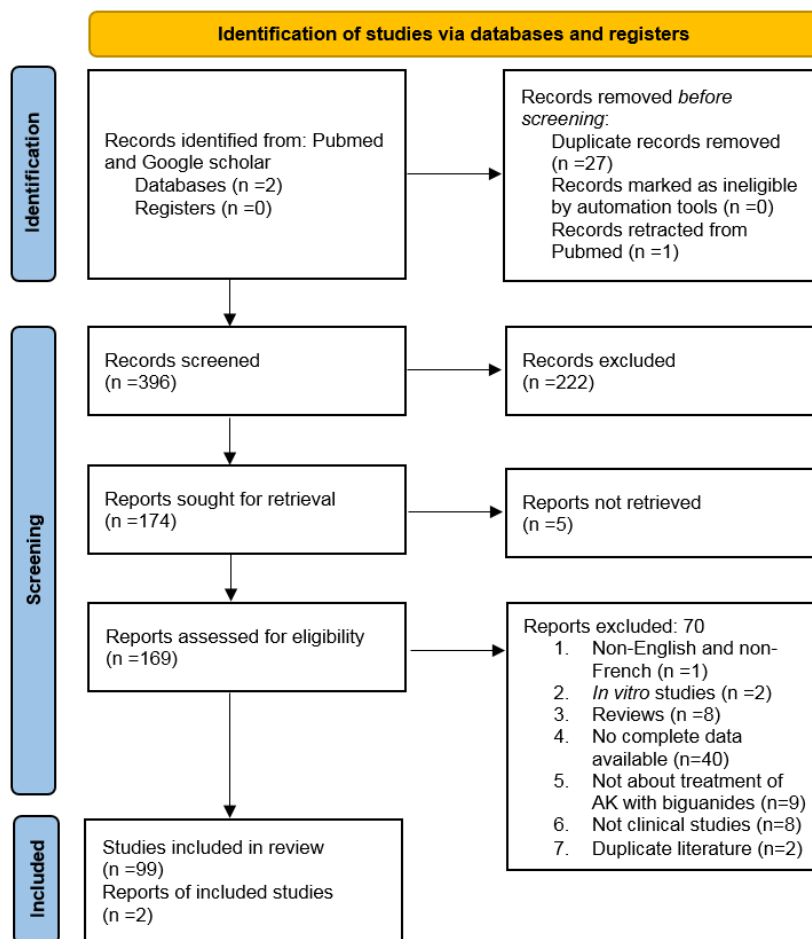 Identification of studies via databases and registers
Identification
Records identified from: Pubmed
and Google scholar
Databases (n =2)
Registers (n =0)
Records removed before
screening:
Duplicate records removed
(n =27)
Records marked as ineligible
by automation tools (n =0)
Records retracted from
Pubmed (n =1)
Screening
Records screened
(n =396)
Records excluded
(n =222)
Reports sought for retrieval
(n =174)
Reports not retrieved
(n =5)
Reports assessed for eligibility
(n =169)
Reports excluded: 70
1. Non-English and non-
French (n =1)
2. In vitro studies (n =2)
3. Reviews (n =8)
4. No complete data
available (n=40)
5. Not about treatment of
AK with biguanides (n=9)
6. Not clinical studies (n=8)
7. Duplicate literature (n=2)
Included
Studies included in review
(n =99)
Reports of included studies
(n =2)